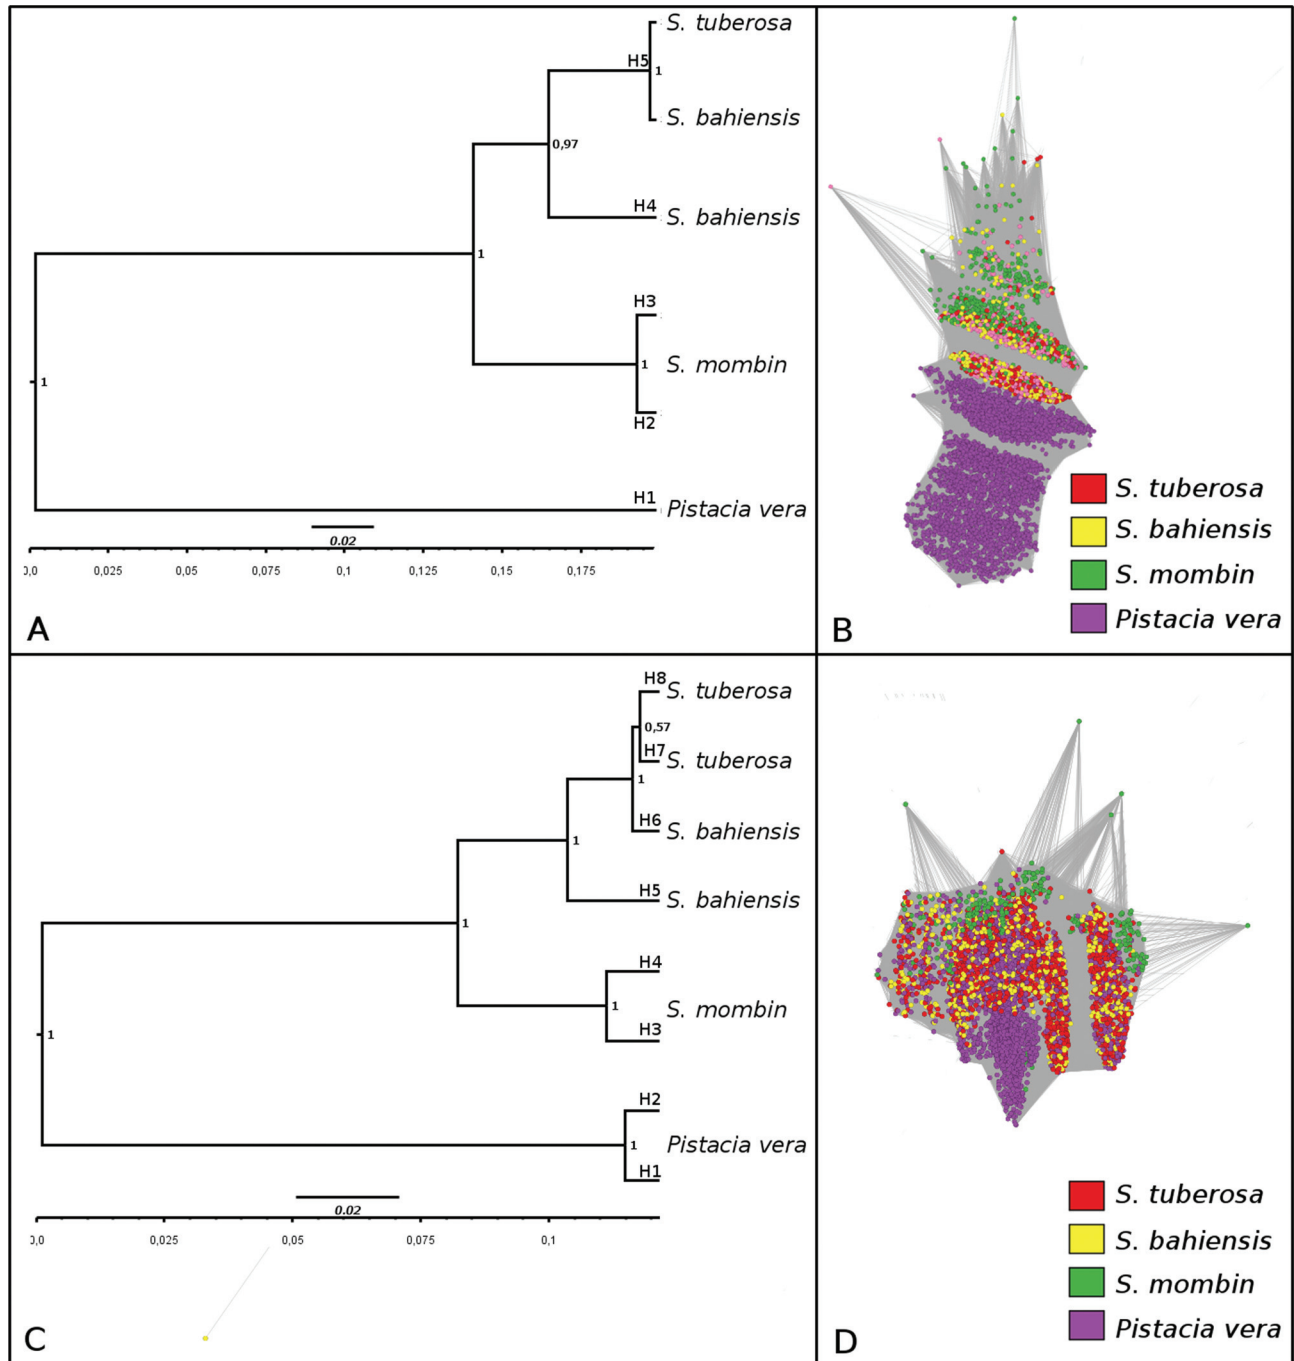 S. tuberosa
H5
1
S. bahiensis
0,97
H4
S. bahiensis
1
H3
1
S. mombin
1
H2
H1
Pistacia vera
0.02
0,025
0,05
0,075
0,1
0,125
0,15
0,175
A
S. tuberosa
S. bahiensis
S. mombin
Pistacia vera
B
H8
S. tuberosa
0,57
H7
S. tuberosa
1
H6
S. bahiensis
1
H5
S. bahiensis
1
H4
1
S. mombin
H3
1
H2
1
Pistacia vera
H1
0.02
0,025
0,05
0,075
0,1
C
S. tuberosa
S. bahiensis
S. mombin
Pistacia vera
D